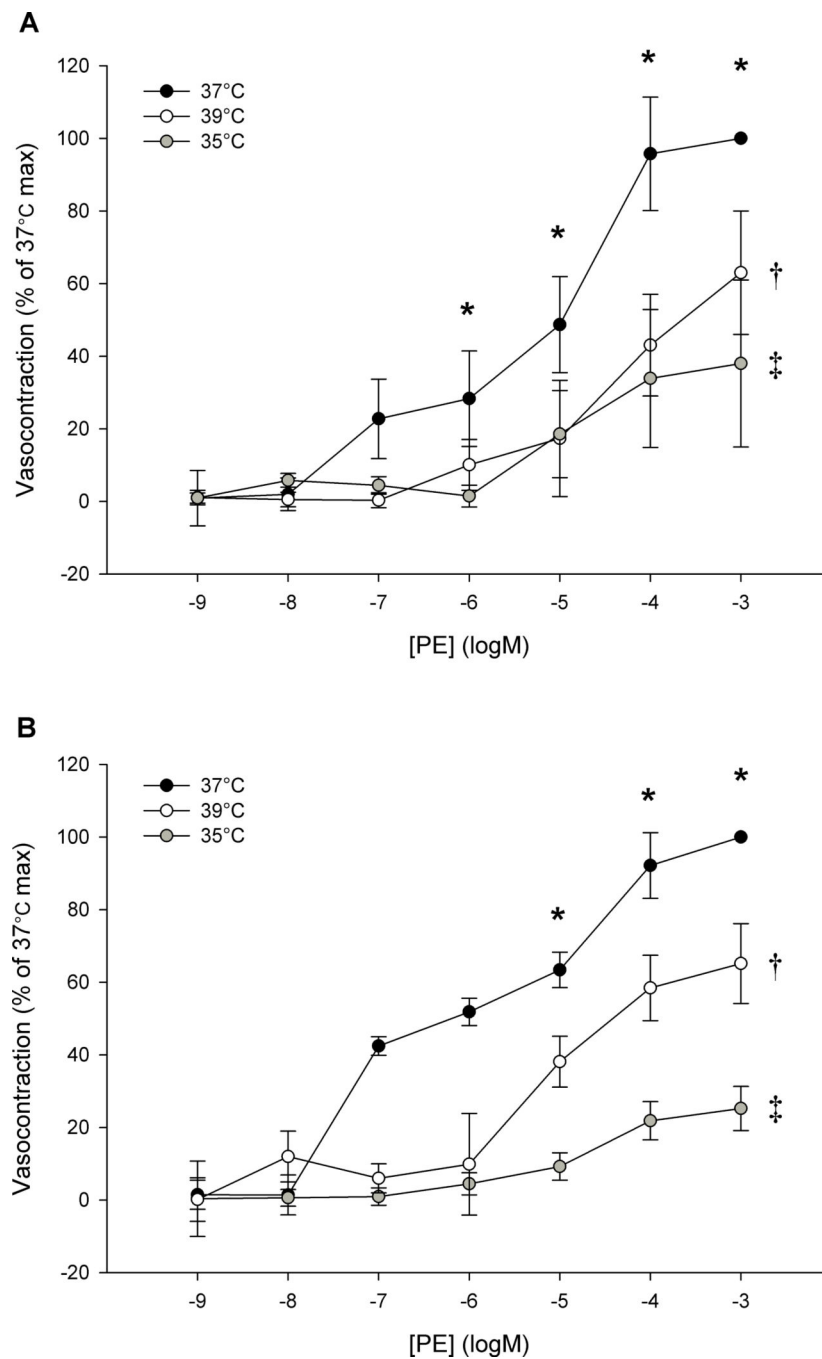 A
120
100
80
60
40
20
0
-20
Vasocontraction (% of 37°C max)
37°C
39°C
35°C
*
*
*
*
†
‡
-9 -8 -7 -6 -5 -4 -3
[PE] (logM)
B
120
100
80
60
40
20
0
-20
Vasocontraction (% of 37°C max)
37°C
39°C
35°C
*
*
*
†
‡
-9 -8 -7 -6 -5 -4 -3
[PE] (logM)